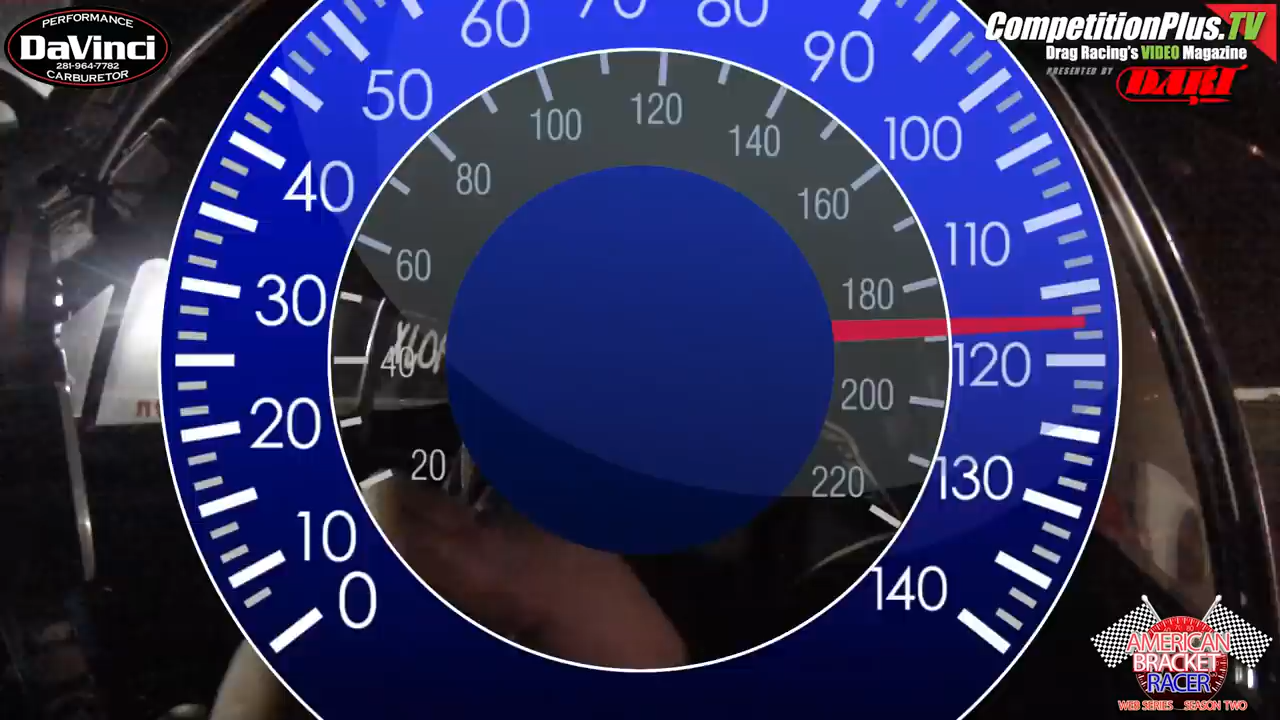 PERFORMANCE
DaVinci
281-964-7782
CARBURETOR
CompetitionPlus.TV
Drag Racing's VIDEO Magazine
PRESENTED BY
DART
0
10
20
30
40
50
60
70
80
90
100
110
120
130
140
20
40
60
80
100
120
140
160
180
200
220
AMERICAN
BRACKET
RACER
WEB SERIES SEASON TWO